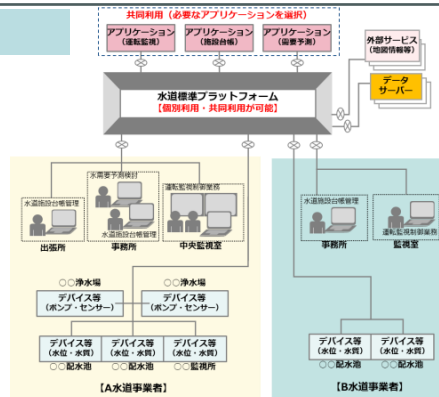 共同利用（必要なアプリケーションを選択）
アプリケーション
（運転監視）
アプリケーション
（施設台帳）
アプリケーション
（需要予測）
外部サービス
（地図情報等）
データ
サーバー
水道標準プラットフォーム
【個別利用・共同利用が可能】
水道施設台帳管理
出張所
水需要予測検討
水道施設台帳管理
事務所
運転監視制御業務
中央監視室
水道施設台帳管理
事務所
運転監視制御業務
監視室
○○浄水場
デバイス等
（ポンプ・センサー）
○○浄水場
デバイス等
（ポンプ・センサー）
デバイス等
（水位・水質）
○○配水池
デバイス等
（水位・水質）
○○配水池
デバイス等
（水位・水質）
○○監視所
デバイス等
（水位・水質）
○○配水池
デバイス等
（水位・水質）
○○配水池
【A水道事業者】
【B水道事業者】